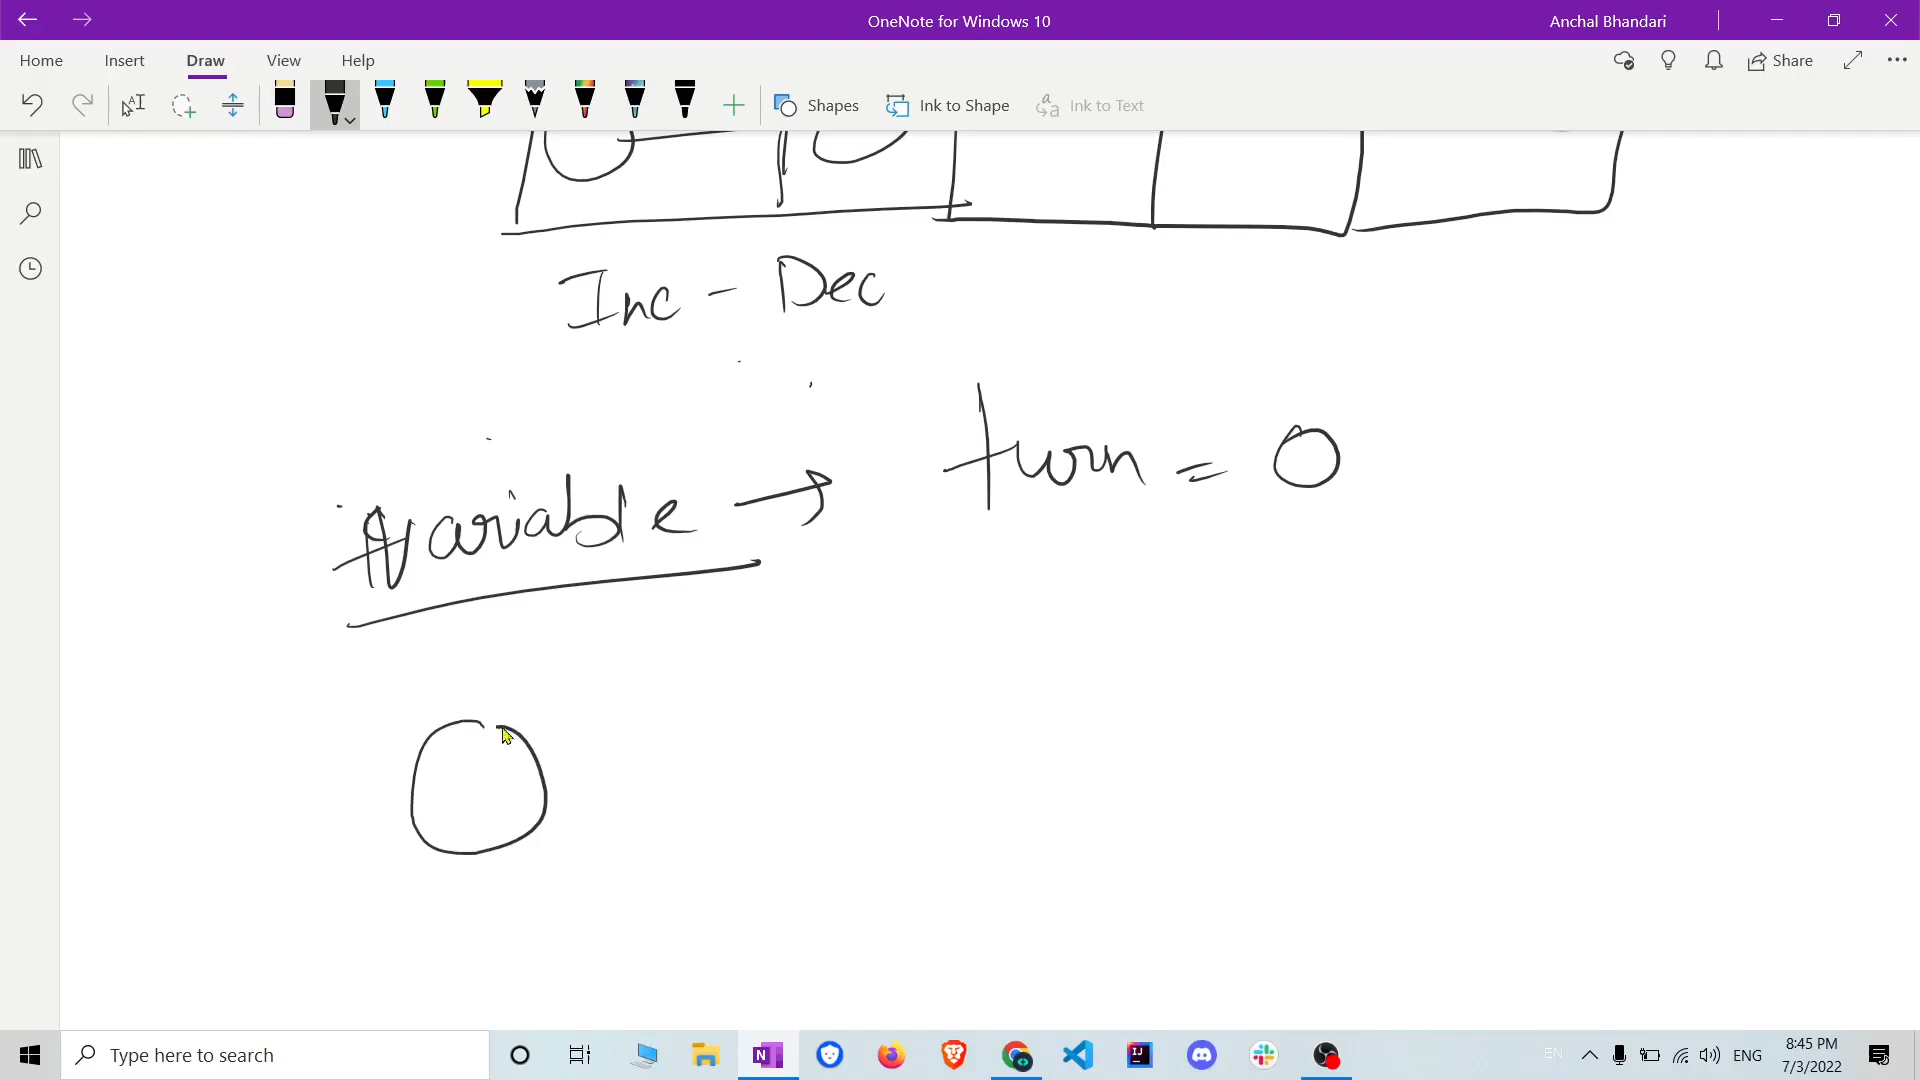 OneNote for Windows 10
Anchal Bhandari
Home Insert Draw View Help
Share
Shapes Ink to Shape Ink to Text
Inc - Dec
variable → turn = 0
Type here to search
EN
ENG
8:45 PM
7/3/2022